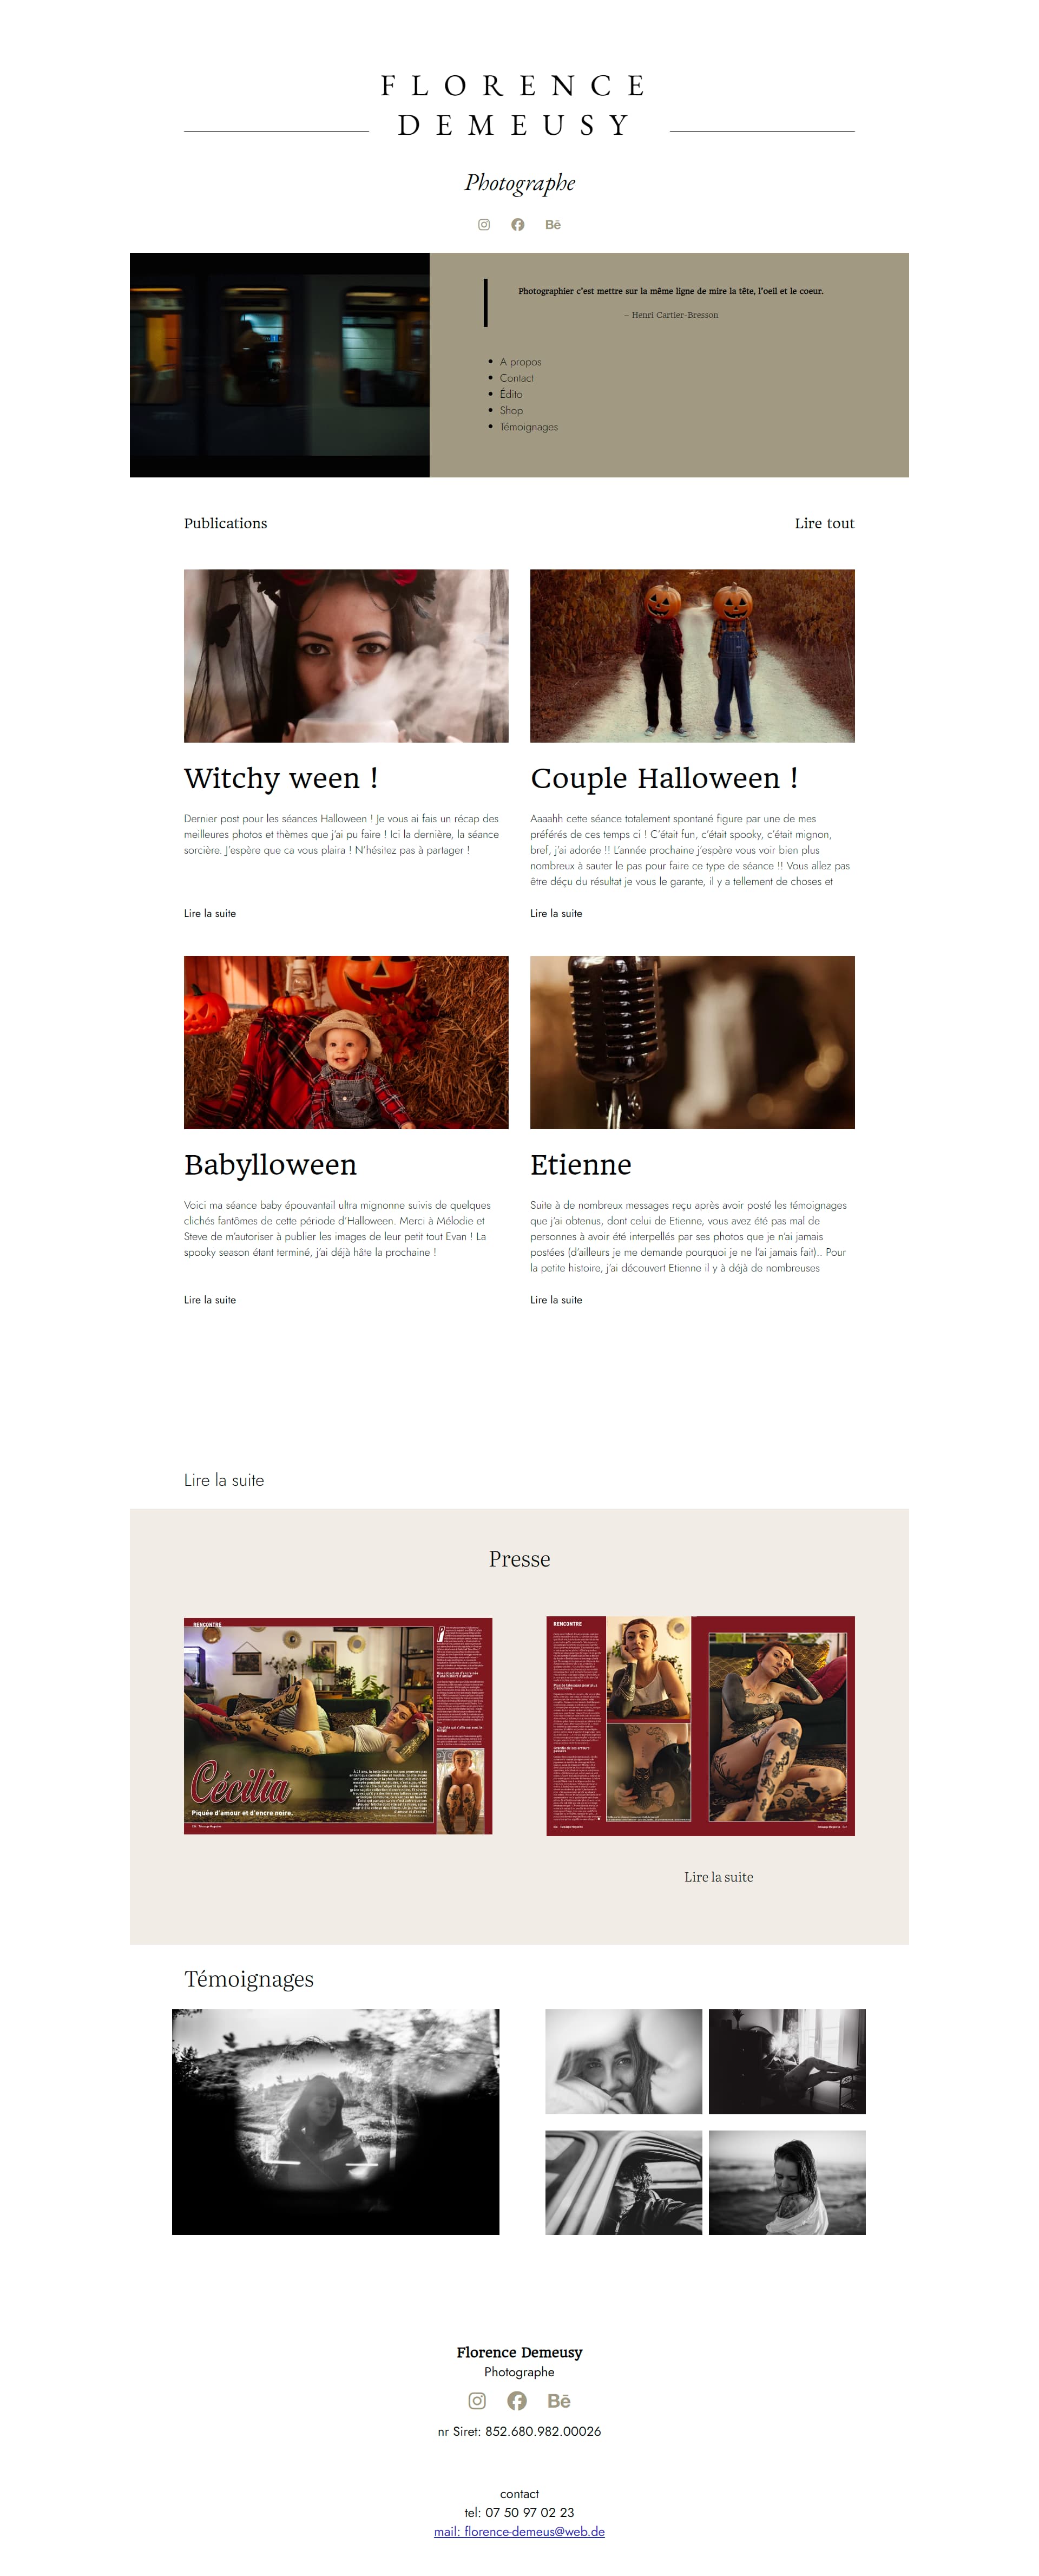 FLORENCE
DEMEUSY
Photographe
Bē
Photographier c'est mettre sur la même ligne de mire la tête, l'oeil et le coeur.
– Henri Cartier-Bresson
A propos
Contact
Édito
Shop
Témoignages
Publications
Lire tout
Witchy ween !
Dernier post pour les séances Halloween ! Je vous ai fais un récap des
meilleures photos et thèmes que j'ai pu faire ! Ici la dernière, la séance
sorcière. J'espère que ca vous plaira ! N'hésitez pas à partager !
Lire la suite
Couple Halloween !
Aaaahh cette séance totalement spontané figure par une de mes
préférés de ces temps ci ! C'était fun, c'était spooky, c'était mignon,
bref, j'ai adorée !! L'année prochaine j'espère vous voir bien plus
nombreux à sauter le pas pour faire ce type de séance !! Vous allez pas
être déçu du résultat je vous le garante, il y a tellement de choses et
Lire la suite
Babylloween
Voici ma séance baby épouvantail ultra mignonne suivis de quelques
clichés fantômes de cette période d'Halloween. Merci à Mélodie et
Steve de m'autoriser à publier les images de leur petit tout Evan ! La
spooky season étant terminé, j'ai déjà hâte la prochaine !
Lire la suite
Etienne
Suite à de nombreux messages reçu après avoir posté les témoignages
que j'ai obtenus, dont celui de Etienne, vous avez été pas mal de
personnes à avoir été interpellés par ses photos que je n'ai jamais
postées (d'ailleurs je me demande pourquoi je ne l'ai jamais fait).. Pour
la petite histoire, j'ai découvert Etienne il y à déjà de nombreuses
Lire la suite
Lire la suite
Presse
RENCONTRE
Cécilia
Piquée d'amour et d'encre noire.
RENCONTRE
Lire la suite
Témoignages
Florence Demeusy
Photographe
Bē
nr Siret: 852.680.982.00026
contact
tel: 07 50 97 02 23
mail: florence-demeus@web.de